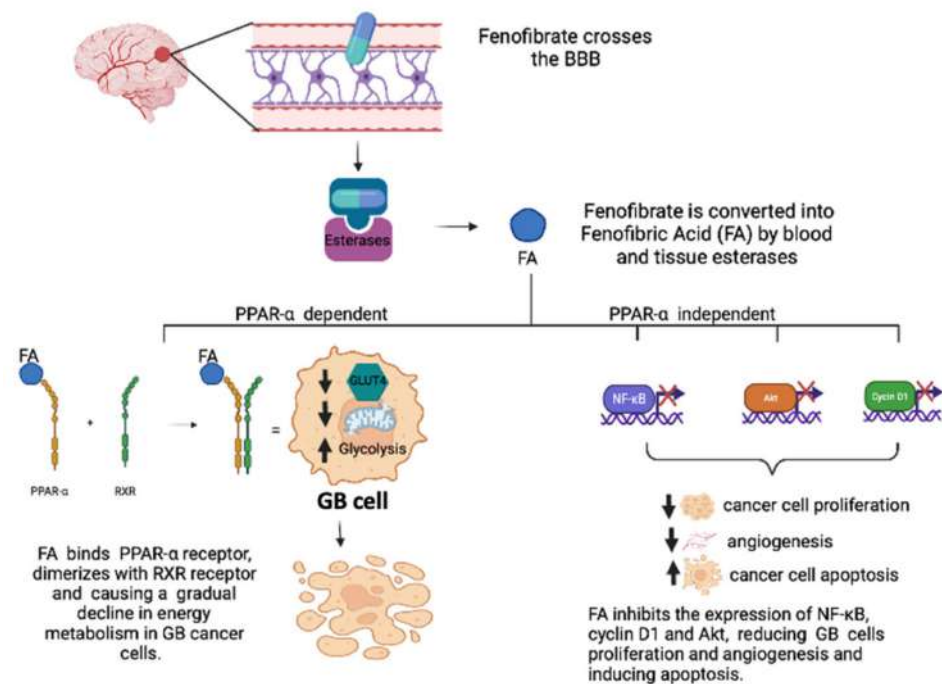 Fenofibrate crosses
the BBB
Esterases
FA
Fenofibrate is converted into
Fenofibric Acid (FA) by blood
and tissue esterases
PPAR-α dependent
PPAR-α independent
FA
+
FA
=
GLUT4
Glycolysis
NF-κB
Akt
Cyclin D1
PPAR-α
RXR
GB cell
cancer cell proliferation
angiogenesis
cancer cell apoptosis
FA binds PPAR-α receptor,
dimerizes with RXR receptor
and causing a gradual
decline in energy
metabolism in GB cancer
cells.
FA inhibits the expression of NF-κB,
cyclin D1 and Akt, reducing GB cells
proliferation and angiogenesis and
inducing apoptosis.